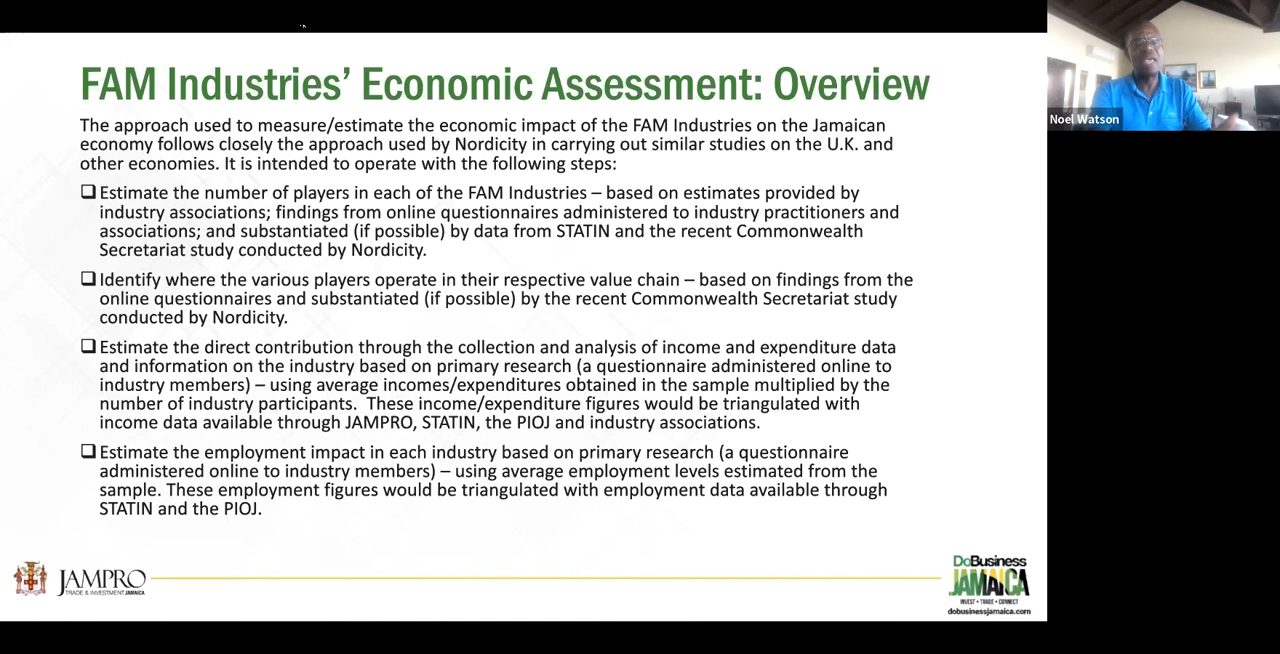 FAM Industries' Economic Assessment: Overview
The approach used to measure/estimate the economic impact of the FAM Industries on the Jamaican
economy follows closely the approach used by Nordicity in carrying out similar studies on the U.K. and
other economies. It is intended to operate with the following steps:
Estimate the number of players in each of the FAM Industries – based on estimates provided by
industry associations; findings from online questionnaires administered to industry practitioners and
associations; and substantiated (if possible) by data from STATIN and the recent Commonwealth
Secretariat study conducted by Nordicity.
Identify where the various players operate in their respective value chain – based on findings from the
online questionnaires and substantiated (if possible) by the recent Commonwealth Secretariat study
conducted by Nordicity.
Estimate the direct contribution through the collection and analysis of income and expenditure data
and information on the industry based on primary research (a questionnaire administered online to
industry members) – using average incomes/expenditures obtained in the sample multiplied by the
number of industry participants. These income/expenditure figures would be triangulated with
income data available through JAMPRO, STATIN, the PIOJ and industry associations.
Estimate the employment impact in each industry based on primary research (a questionnaire
administered online to industry members) – using average employment levels estimated from the
sample. These employment figures would be triangulated with employment data available through
STATIN and the PIOJ.
JAMPRO
TRADE & INVESTMENT JAMAICA
DoBusiness
JAMAICA
INVEST • TRADE • CONNECT
dobusinessjamaica.com
Noel Watson